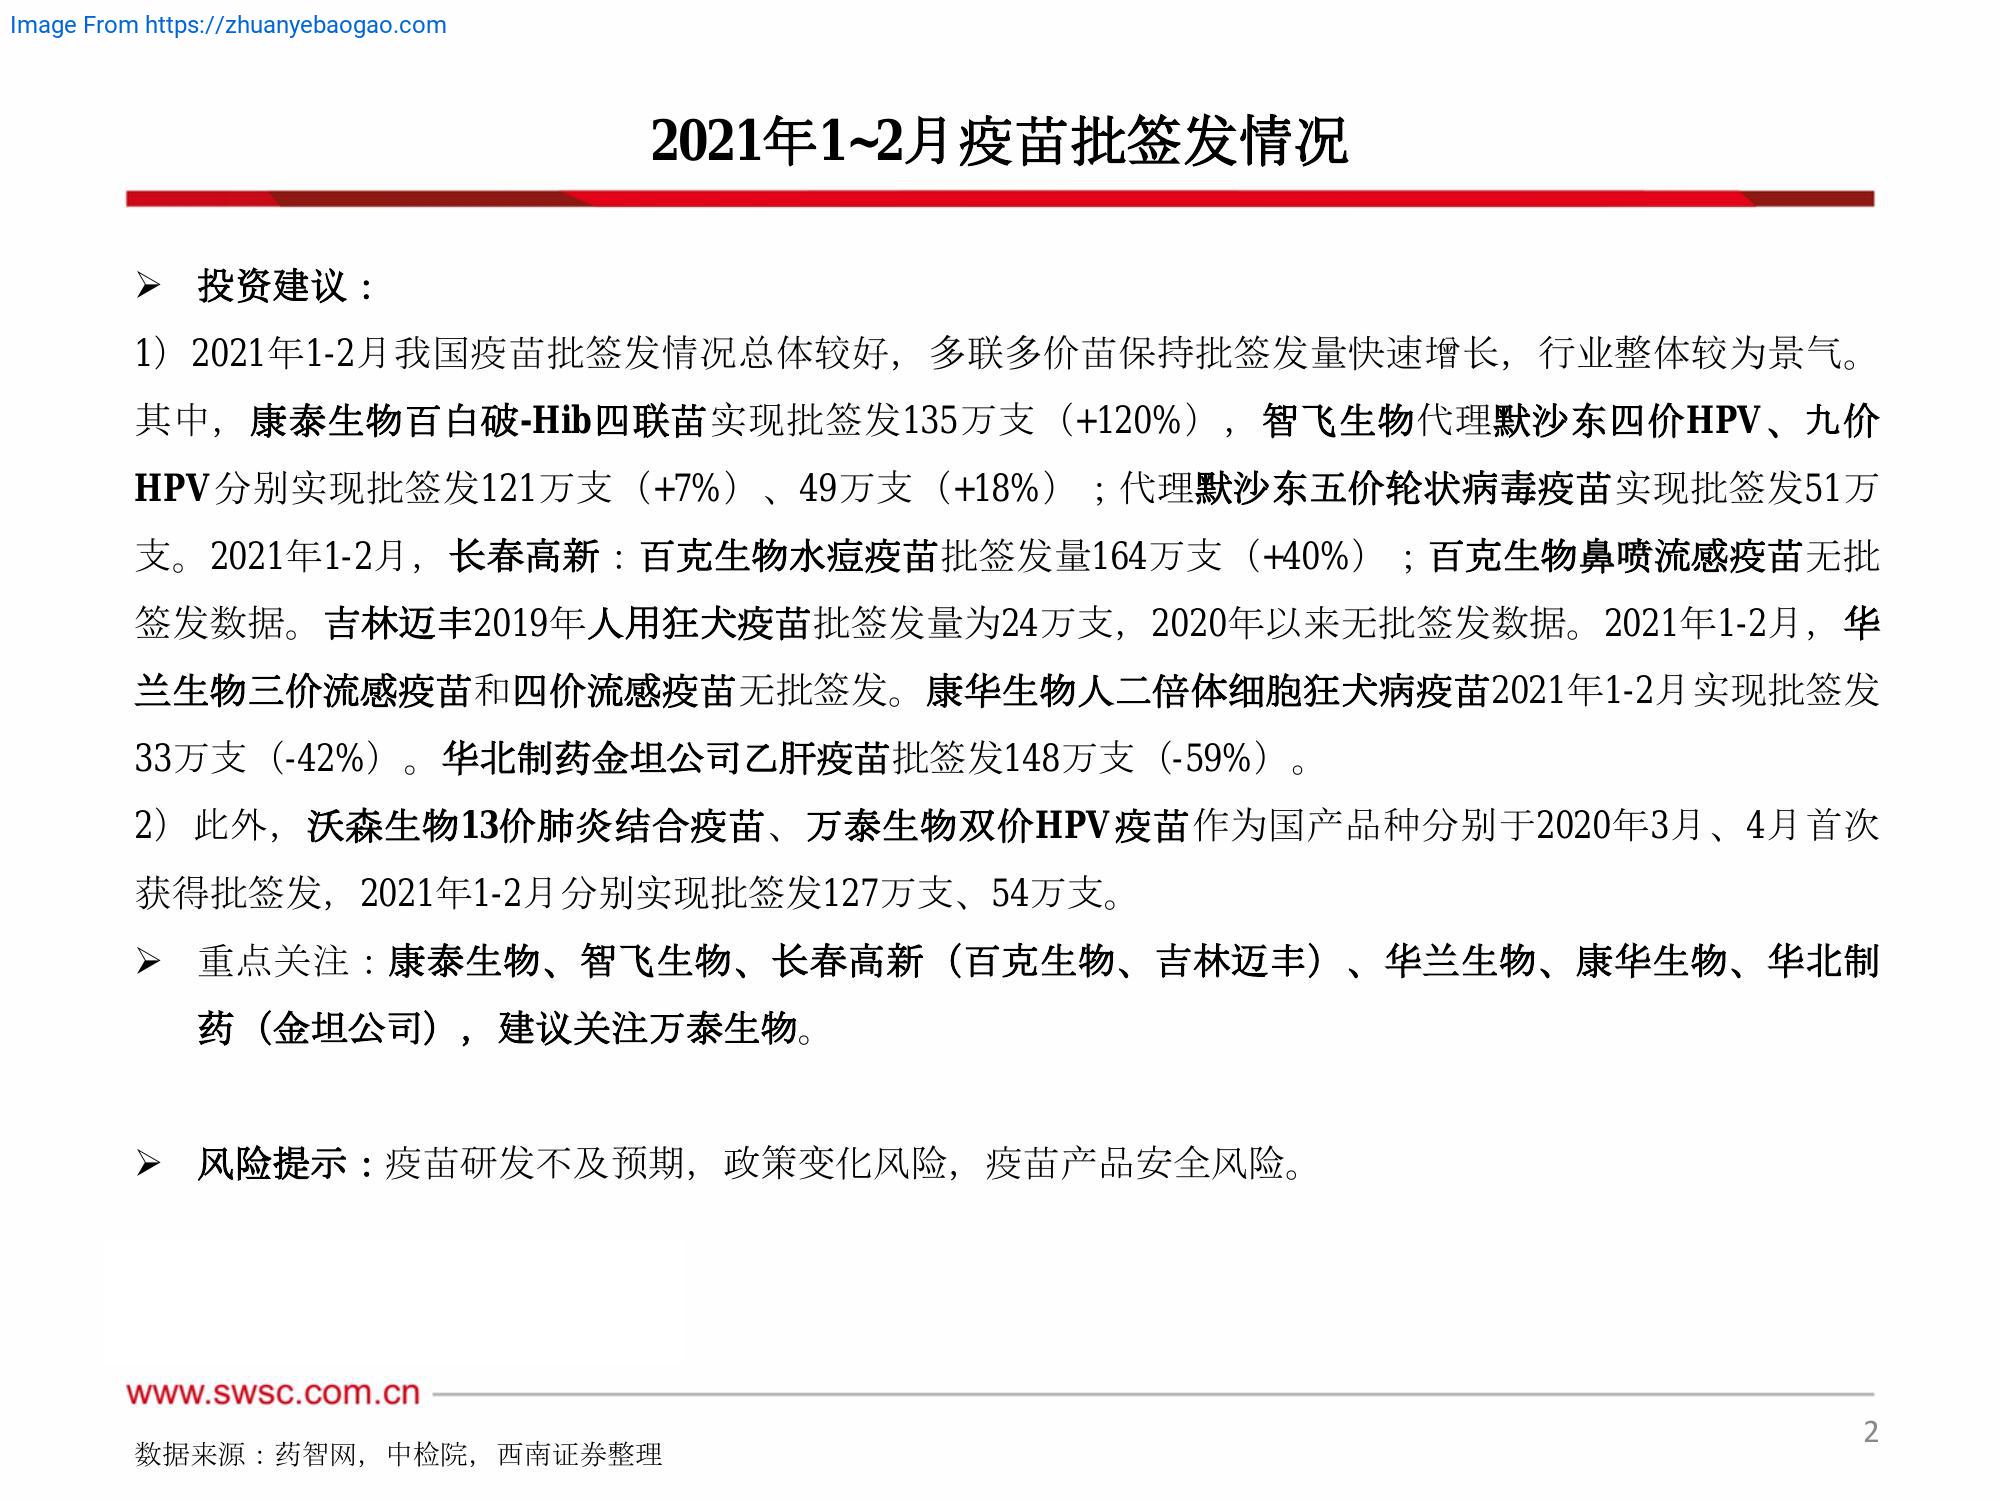 Image From https://zhuanyebaogao.com
2021年1~2月疫苗批签发情况
➢ 投资建议：
1）2021年1-2月我国疫苗批签发情况总体较好，多联多价苗保持批签发量快速增长，行业整体较为景气。
其中，康泰生物百白破-Hib四联苗实现批签发135万支（+120%），智飞生物代理默沙东四价HPV、九价
HPV分别实现批签发121万支（+7%）、49万支（+18%）；代理默沙东五价轮状病毒疫苗实现批签发51万
支。2021年1-2月，长春高新：百克生物水痘疫苗批签发量164万支（+40%）；百克生物鼻喷流感疫苗无批
签发数据。吉林迈丰2019年人用狂犬疫苗批签发量为24万支，2020年以来无批签发数据。2021年1-2月，华
兰生物三价流感疫苗和四价流感疫苗无批签发。康华生物人二倍体细胞狂犬病疫苗2021年1-2月实现批签发
33万支（-42%）。华北制药金坦公司乙肝疫苗批签发148万支（-59%）。
2）此外，沃森生物13价肺炎结合疫苗、万泰生物双价HPV疫苗作为国产品种分别于2020年3月、4月首次
获得批签发，2021年1-2月分别实现批签发127万支、54万支。
➢ 重点关注：康泰生物、智飞生物、长春高新（百克生物、吉林迈丰）、华兰生物、康华生物、华北制
药（金坦公司），建议关注万泰生物。
➢ 风险提示：疫苗研发不及预期，政策变化风险，疫苗产品安全风险。
www.swsc.com.cn
2
数据来源：药智网，中检院，西南证券整理